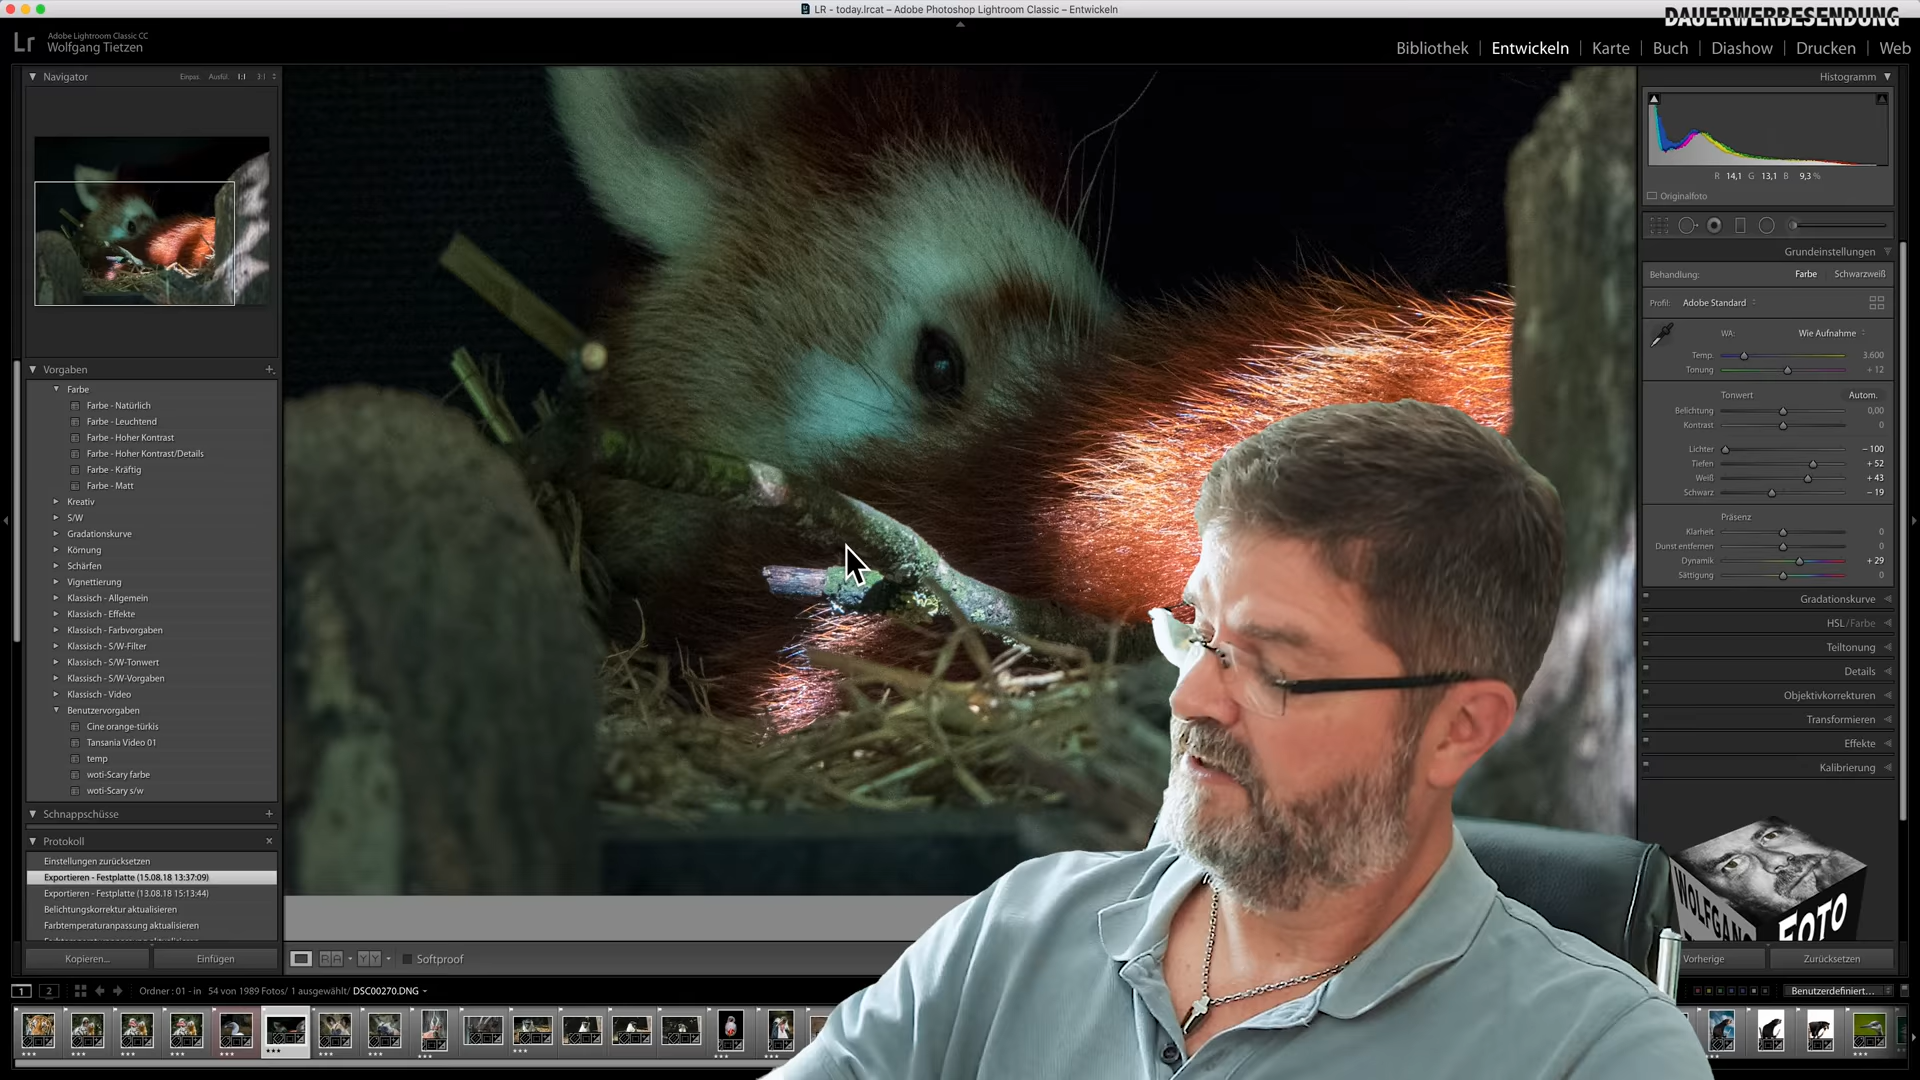 LR - today.lrcat – Adobe Photoshop Lightroom Classic – Entwickeln
DAUERWERBESENDUNG
Lr
Adobe Lightroom Classic CC
Wolfgang Tietzen
Bibliothek | Entwickeln | Karte | Buch | Diashow | Drucken | Web
Navigator
Einpas. Ausfül. 1:1 3:1
Vorgaben
Farbe
Farbe - Natürlich
Farbe - Leuchtend
Farbe - Hoher Kontrast
Farbe - Hoher Kontrast/Details
Farbe - Kräftig
Farbe - Matt
Kreativ
S/W
Gradationskurve
Körnung
Schärfen
Vignettierung
Klassisch - Allgemein
Klassisch - Effekte
Klassisch - Farbvorgaben
Klassisch - S/W-Filter
Klassisch - S/W-Tonwert
Klassisch - S/W-Vorgaben
Klassisch - Video
Benutzervorgaben
Cine orange-türkis
Tansania Video 01
temp
woti-Scary farbe
woti-Scary s/w
Schnappschüsse
Protokoll
Einstellungen zurücksetzen
Exportieren - Festplatte (15.08.18 13:37:09)
Exportieren - Festplatte (13.08.18 15:13:44)
Belichtungskorrektur aktualisieren
Farbtemperaturanpassung aktualisieren
Kopieren... Einfügen
Softproof
Histogramm
R 14,1 G 13,1 B 9,3 %
Originalfoto
Grundeinstellungen
Behandlung: Farbe Schwarzweiß
Profil: Adobe Standard
WA: Wie Aufnahme
Temp. 3.600
Tonung + 12
Tonwert Autom.
Belichtung 0,00
Kontrast 0
Lichter – 100
Tiefen + 52
Weiß + 43
Schwarz – 19
Präsenz
Klarheit 0
Dunst entfernen 0
Dynamik + 29
Sättigung 0
Gradationskurve
HSL / Farbe
Teiltonung
Details
Objektivkorrekturen
Transformieren
Effekte
Kalibrierung
WOLFGANG
FOTO
Vorherige Zurücksetzen
1 2 Ordner : 01 - in 54 von 1989 Fotos/ 1 ausgewählt/ DSC00270.DNG
Benutzerdefiniert...